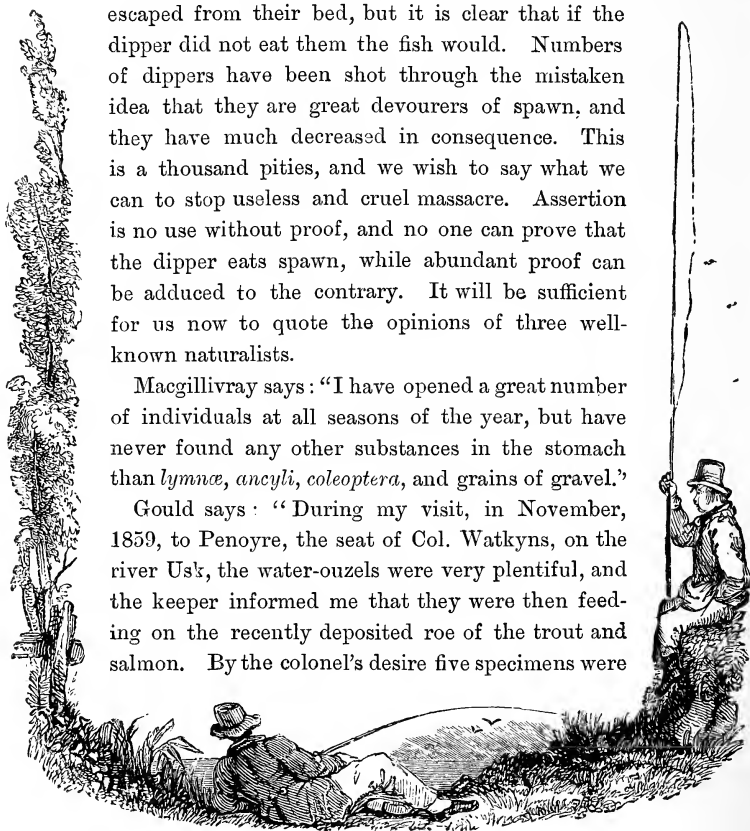 escaped from their bed, but it is clear that if the
dipper did not eat them the fish would. Numbers
of dippers have been shot through the mistaken
idea that they are great devourers of spawn, and
they have much decreased in consequence. This
is a thousand pities, and we wish to say what we
can to stop useless and cruel massacre. Assertion
is no use without proof, and no one can prove that
the dipper eats spawn, while abundant proof can
be adduced to the contrary. It will be sufficient
for us now to quote the opinions of three well-
known naturalists.
Macgillivray says: "I have opened a great number
of individuals at all seasons of the year, but have
never found any other substances in the stomach
than lymnœ, ancyli, coleoptera, and grains of gravel."
Gould says: "During my visit, in November,
1859, to Penoyre, the seat of Col. Watkyns, on the
river Usk, the water-ouzels were very plentiful, and
the keeper informed me that they were then feed-
ing on the recently deposited roe of the trout and
salmon. By the colonel's desire five specimens were